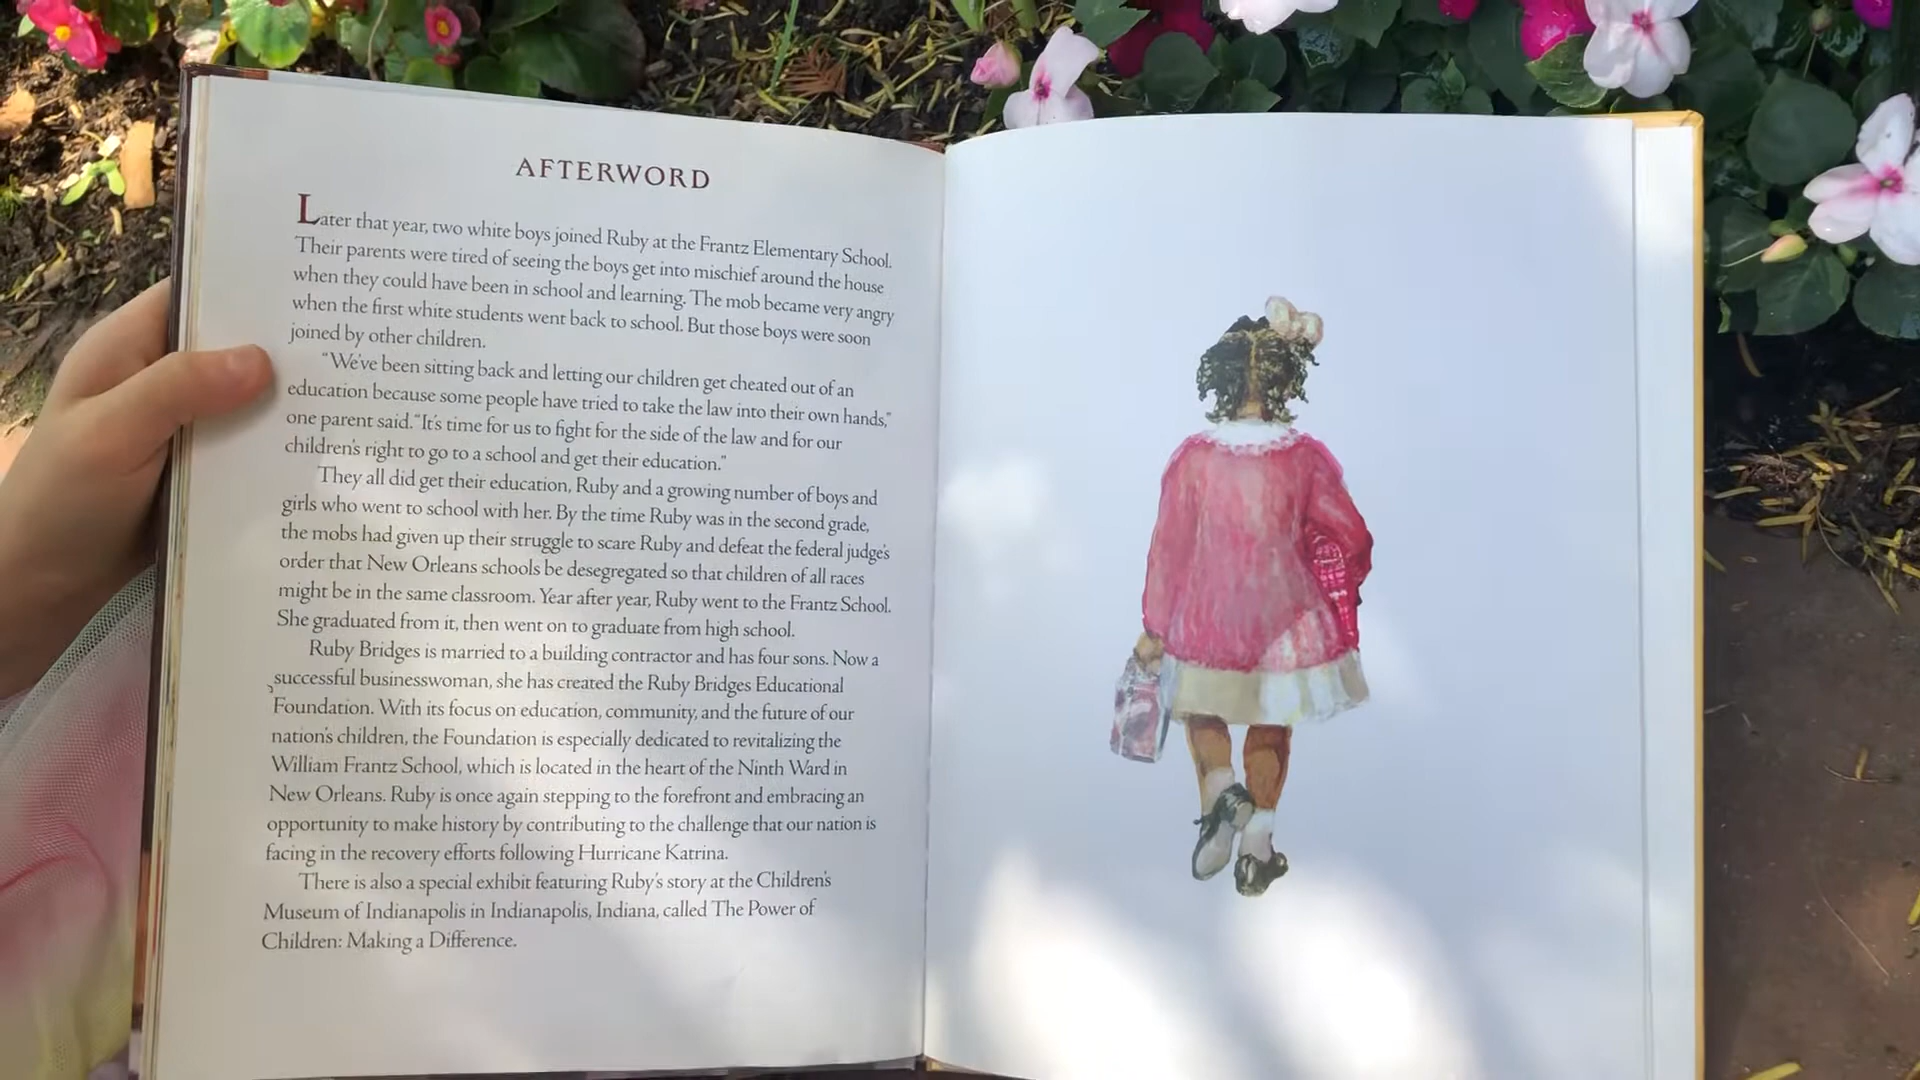 AFTERWORD
Later that year, two white boys joined Ruby at the Frantz Elementary School.
Their parents were tired of seeing the boys get into mischief around the house
when they could have been in school and learning. The mob became very angry
when the first white students went back to school. But those boys were soon
joined by other children.
"We've been sitting back and letting our children get cheated out of an
education because some people have tried to take the law into their own hands,"
one parent said. "It's time for us to fight for the side of the law and for our
children's right to go to a school and get their education."
They all did get their education, Ruby and a growing number of boys and
girls who went to school with her. By the time Ruby was in the second grade,
the mobs had given up their struggle to scare Ruby and defeat the federal judge's
order that New Orleans schools be desegregated so that children of all races
might be in the same classroom. Year after year, Ruby went to the Frantz School.
She graduated from it, then went on to graduate from high school.
Ruby Bridges is married to a building contractor and has four sons. Now a
successful businesswoman, she has created the Ruby Bridges Educational
Foundation. With its focus on education, community, and the future of our
nation's children, the Foundation is especially dedicated to revitalizing the
William Frantz School, which is located in the heart of the Ninth Ward in
New Orleans. Ruby is once again stepping to the forefront and embracing an
opportunity to make history by contributing to the challenge that our nation is
facing in the recovery efforts following Hurricane Katrina.
There is also a special exhibit featuring Ruby's story at the Children's
Museum of Indianapolis in Indianapolis, Indiana, called The Power of
Children: Making a Difference.